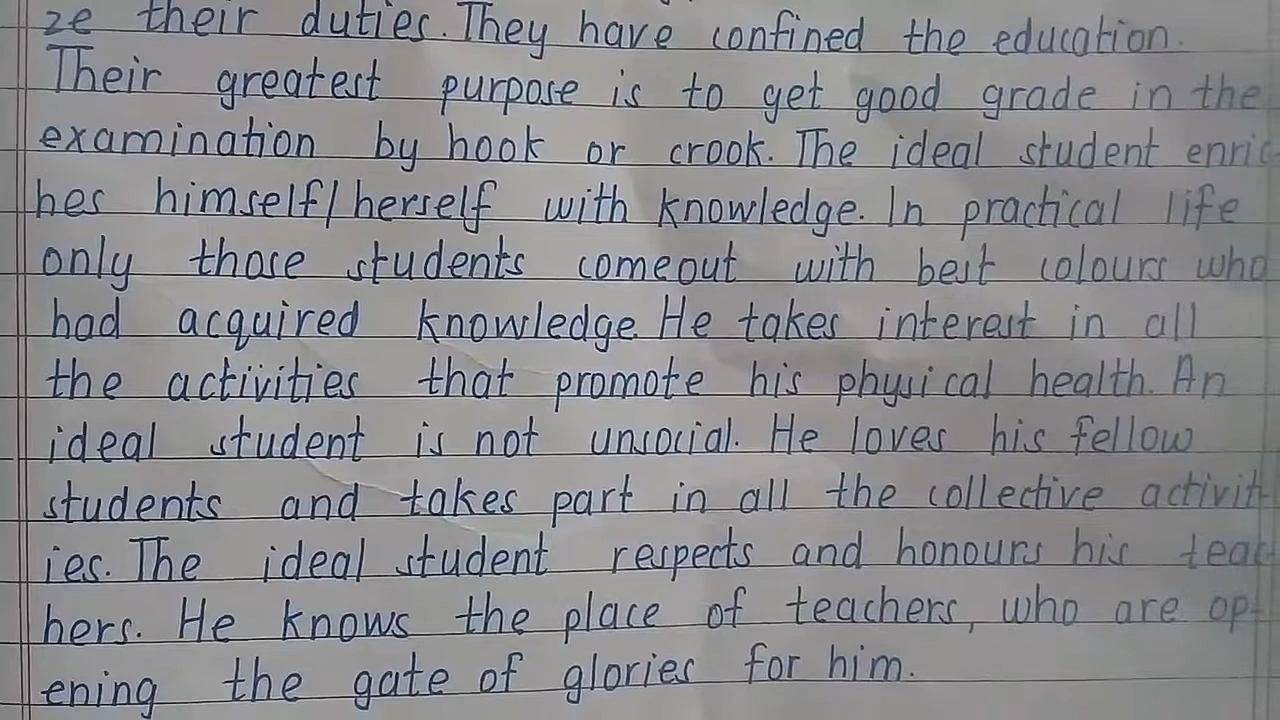 ze their duties. They have confined the education.
Their greatest purpose is to get good grade in the
examination by hook or crook. The ideal student enric-
hes himself/herself with knowledge. In practical life
only those students comeout with best colours who
had acquired knowledge. He takes interest in all
the activities that promote his physical health. An
ideal student is not unsocial. He loves his fellow
students and takes part in all the collective activit-
ies. The ideal student respects and honours his teac-
hers. He knows the place of teachers, who are op-
ening the gate of glories for him.